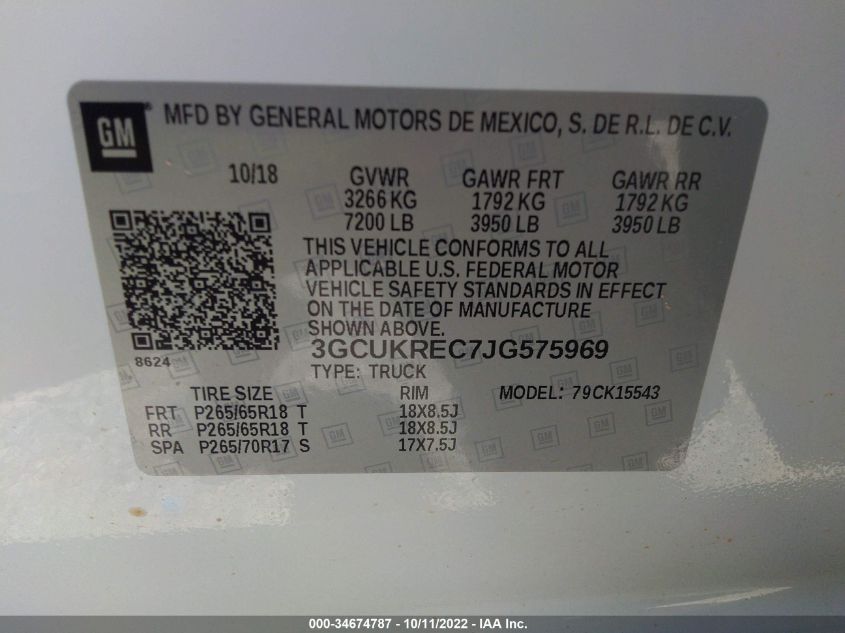 GM® MFD BY GENERAL MOTORS DE MEXICO, S. DE R.L. DE C.V.
10/18 GVWR GAWR FRT GAWR RR
3266 KG 1792 KG 1792 KG
7200 LB 3950 LB 3950 LB
THIS VEHICLE CONFORMS TO ALL
APPLICABLE U.S. FEDERAL MOTOR
VEHICLE SAFETY STANDARDS IN EFFECT
ON THE DATE OF MANUFACTURE
SHOWN ABOVE.
3GCUKREC7JG575969
8624
TYPE: TRUCK
TIRE SIZE RIM MODEL: 79CK15543
FRT P265/65R18 T 18X8.5J
RR P265/65R18 T 18X8.5J
SPA P265/70R17 S 17X7.5J
000-34674787 - 10/11/2022 - IAA Inc.